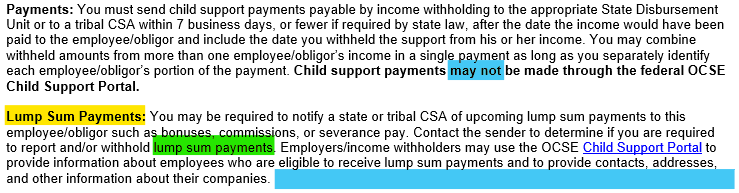 Payments: You must send child support payments payable by income withholding to the appropriate State Disbursement
Unit or to a tribal CSA within 7 business days, or fewer if required by state law, after the date the income would have been
paid to the employee/obligor and include the date you withheld the support from his or her income. You may combine
withheld amounts from more than one employee/obligor's income in a single payment as long as you separately identify
each employee/obligor's portion of the payment. Child support payments may not be made through the federal OCSE
Child Support Portal.
Lump Sum Payments: You may be required to notify a state or tribal CSA of upcoming lump sum payments to this
employee/obligor such as bonuses, commissions, or severance pay. Contact the sender to determine if you are required
to report and/or withhold lump sum payments. Employers/income withholders may use the OCSE Child Support Portal to
provide information about employees who are eligible to receive lump sum payments and to provide contacts, addresses,
and other information about their companies.